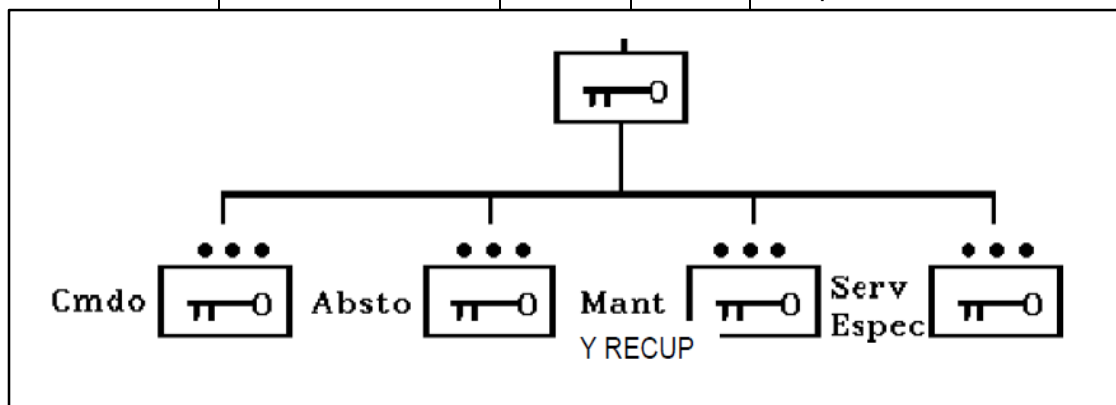 Cmdo
Absto
Mant
Y RECUP
Serv
Espec